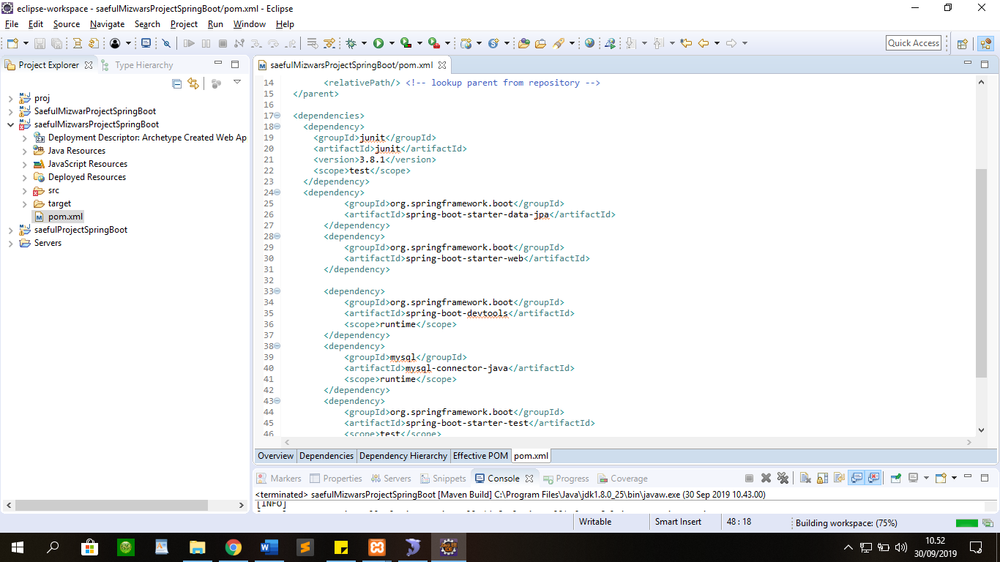 eclipse-workspace - saefulMizwarsProjectSpringBoot/pom.xml - Eclipse
File Edit Source Navigate Search Project Run Window Help
Quick Access
Project Explorer Type Hierarchy
proj
SaefulMizwarProjectSpringBoot
saefulMizwarsProjectSpringBoot
Deployment Descriptor: Archetype Created Web Ap
Java Resources
JavaScript Resources
Deployed Resources
src
target
pom.xml
saefulProjectSpringBoot
Servers
saefulMizwarsProjectSpringBoot/pom.xml
14 <relativePath/> <!-- lookup parent from repository -->
15 </parent>
16
17 <dependencies>
18 <dependency>
19 <groupId>junit</groupId>
20 <artifactId>junit</artifactId>
21 <version>3.8.1</version>
22 <scope>test</scope>
23 </dependency>
24 <dependency>
25 <groupId>org.springframework.boot</groupId>
26 <artifactId>spring-boot-starter-data-jpa</artifactId>
27 </dependency>
28 <dependency>
29 <groupId>org.springframework.boot</groupId>
30 <artifactId>spring-boot-starter-web</artifactId>
31 </dependency>
32
33 <dependency>
34 <groupId>org.springframework.boot</groupId>
35 <artifactId>spring-boot-devtools</artifactId>
36 <scope>runtime</scope>
37 </dependency>
38 <dependency>
39 <groupId>mysql</groupId>
40 <artifactId>mysql-connector-java</artifactId>
41 <scope>runtime</scope>
42 </dependency>
43 <dependency>
44 <groupId>org.springframework.boot</groupId>
45 <artifactId>spring-boot-starter-test</artifactId>
46 <scope>test</scope>
Overview Dependencies Dependency Hierarchy Effective POM pom.xml
Markers Properties Servers Snippets Console Progress Coverage
<terminated> saefulMizwarsProjectSpringBoot [Maven Build] C:\Program Files\Java\jdk1.8.0_25\bin\javaw.exe (30 Sep 2019 10.43.00)
[INFO]
Writable Smart Insert 48 : 18 Building workspace: (75%)
10.52
30/09/2019